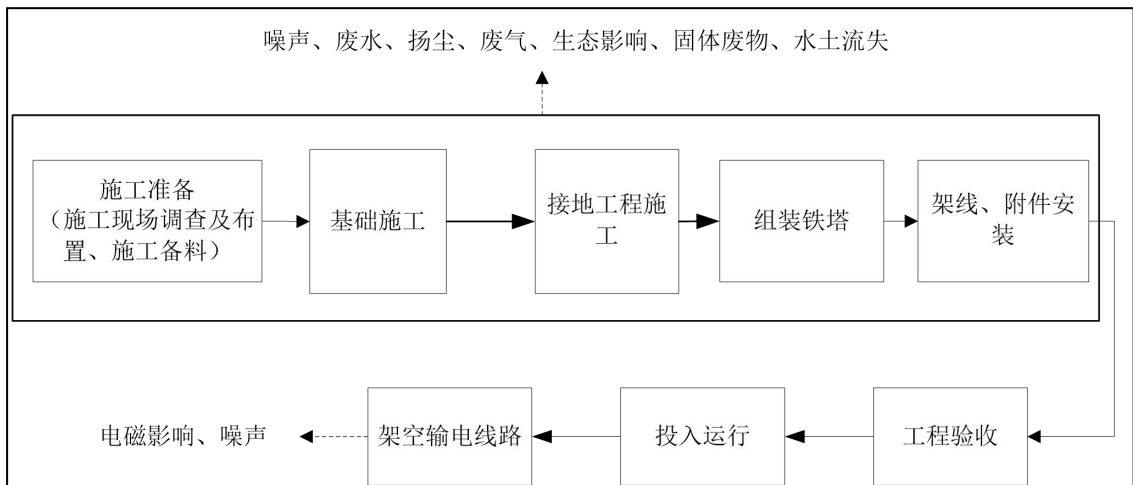 噪声、废水、扬尘、废气、生态影响、固体废物、水土流失
施工准备
（施工现场调查及布
置、施工备料）
基础施工
接地工程施
工
组装铁塔
架线、附件安
装
电磁影响、噪声
架空输电线路
投入运行
工程验收